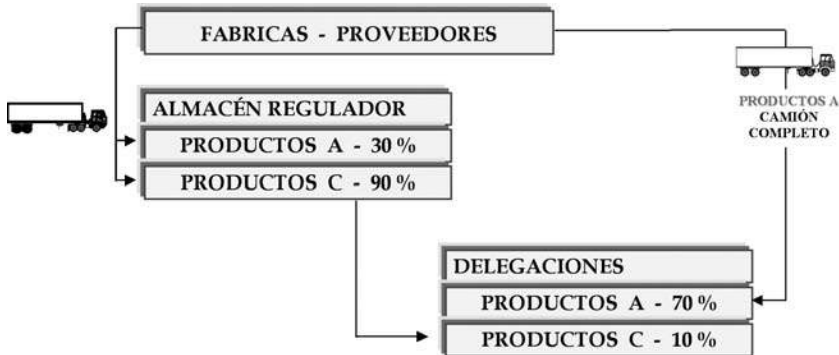 FABRICAS - PROVEEDORES
PRODUCTOS A
CAMIÓN
COMPLETO
ALMACÉN REGULADOR
PRODUCTOS A - 30 %
PRODUCTOS C - 90 %
DELEGACIONES
PRODUCTOS A - 70 %
PRODUCTOS C - 10 %